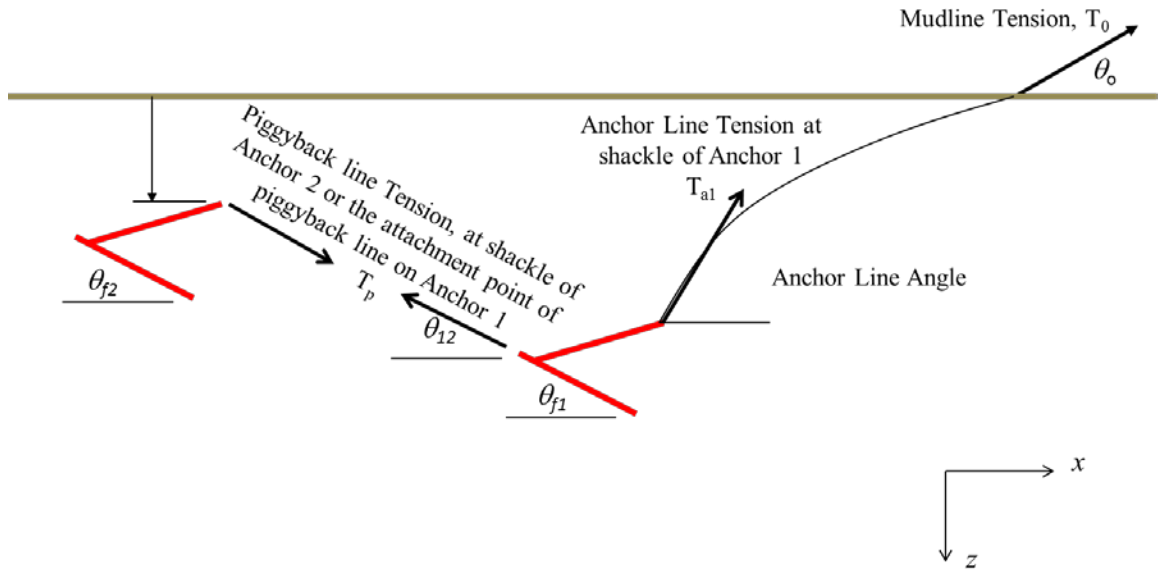 Mudline Tension, T0
θo
Anchor Line Tension at
shackle of Anchor 1
Ta1
Piggyback line Tension, at shackle of
Anchor 2 or the attachment point of
piggyback line on Anchor 1
Tp
Anchor Line Angle
θf2
θ12
θf1
x
z